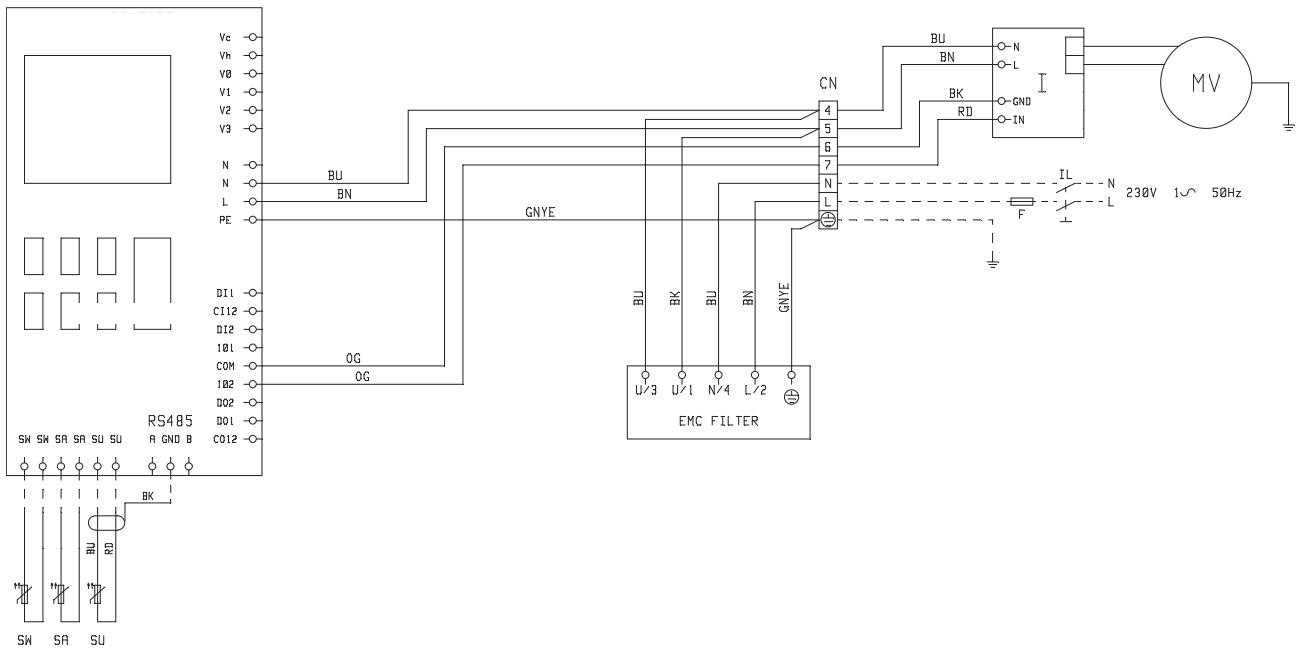 Vc
Vh
V0
V1
V2
V3
N
N
L
PE
BU
BN
GNYE
DI1
CI12
DI2
101
COM
102
DO2
DO1
CO12
OG
OG
RS485
SW SW SA SA SU SU A GND B
BK
BU
RD
SW SA SU
CN
4
5
6
7
N
L
BU
BN
BK
RD
N
L
GND
IN
I
MV
IL
F
N
L
230V 1 50Hz
BU
BK
BU
BN
GNYE
U/3 U/1 N/4 L/2
EMC FILTER